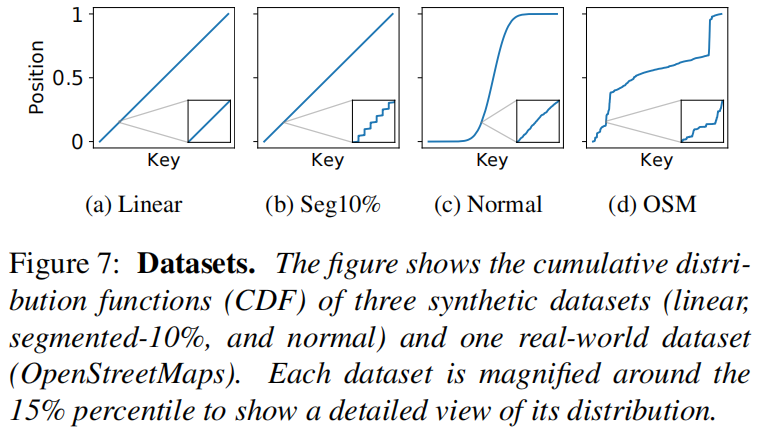 1
0.5
0
Position
Key
Key
Key
Key
(a) Linear
(b) Seg10%
(c) Normal
(d) OSM
Figure 7: Datasets. The figure shows the cumulative distri-
bution functions (CDF) of three synthetic datasets (linear,
segmented-10%, and normal) and one real-world dataset
(OpenStreetMaps). Each dataset is magnified around the
15% percentile to show a detailed view of its distribution.